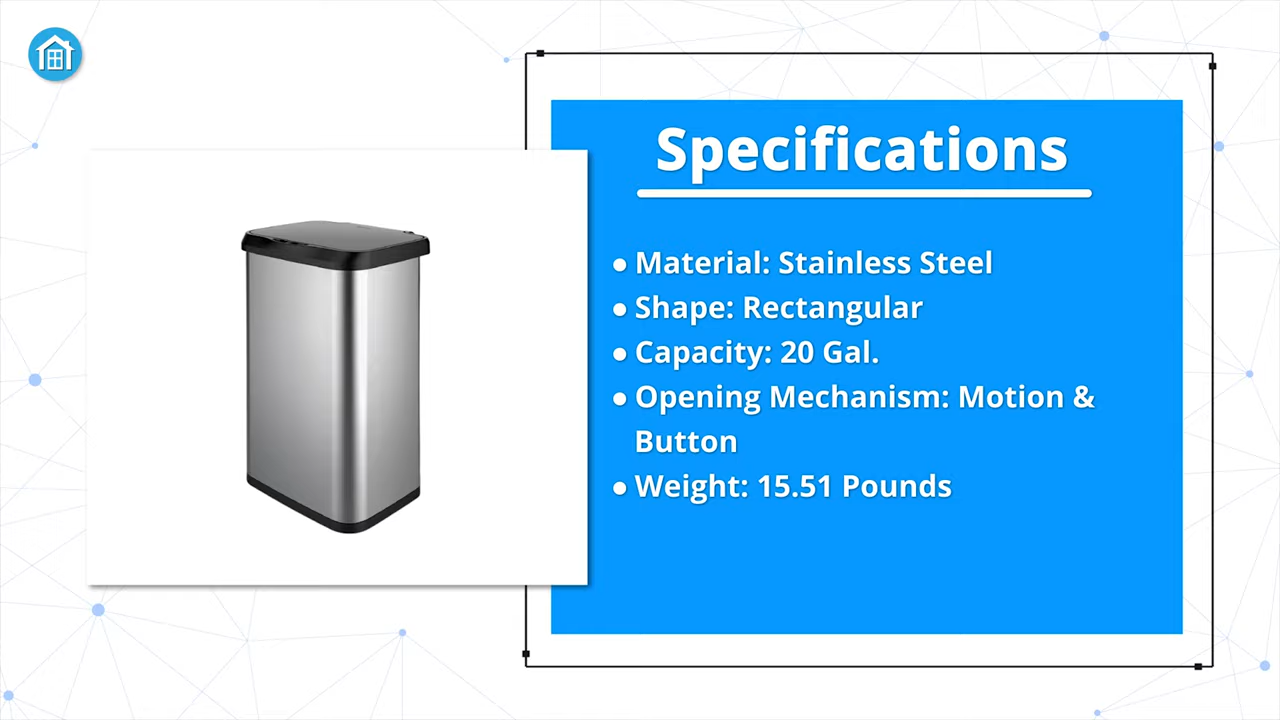 Specifications
● Material: Stainless Steel
● Shape: Rectangular
● Capacity: 20 Gal.
● Opening Mechanism: Motion &
Button
● Weight: 15.51 Pounds